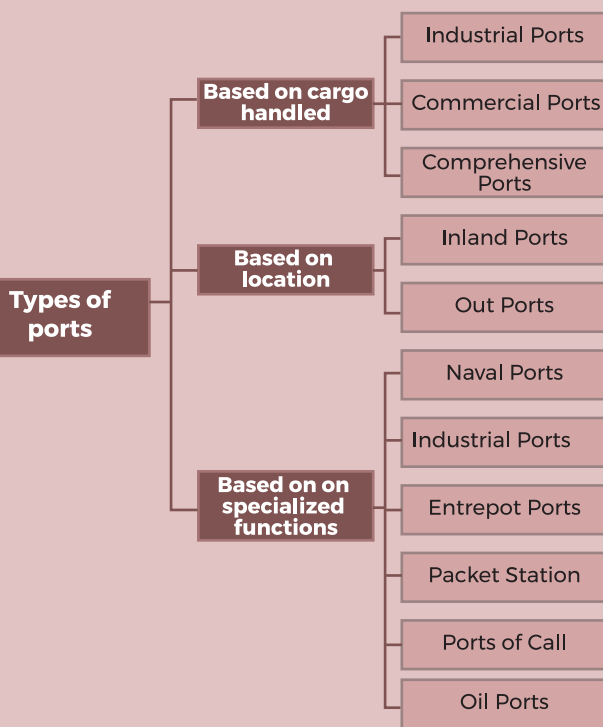 Types of
ports
Based on cargo
handled
Industrial Ports
Commercial Ports
Comprehensive
Ports
Based on
location
Inland Ports
Out Ports
Based on on
specialized
functions
Naval Ports
Industrial Ports
Entrepot Ports
Packet Station
Ports of Call
Oil Ports